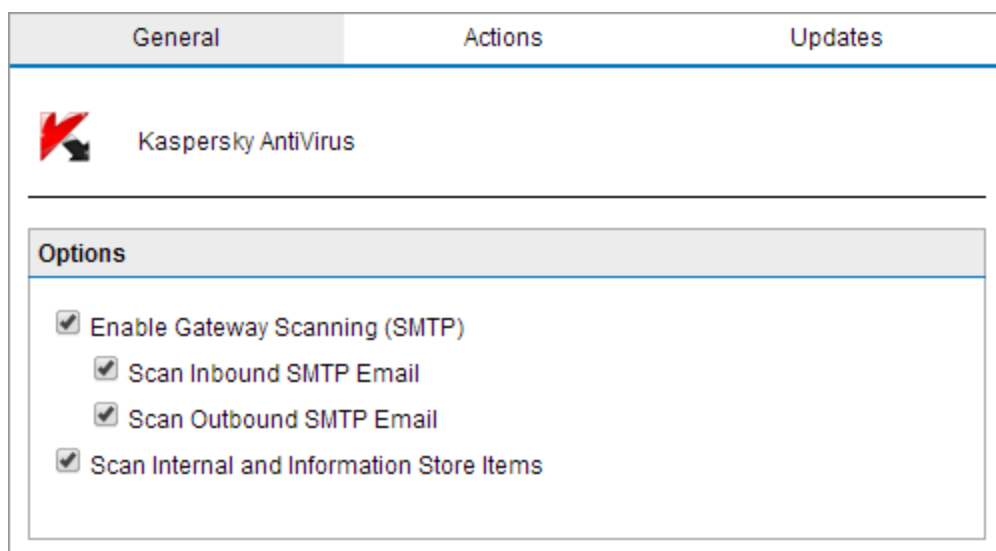 General Actions Updates
Kaspersky AntiVirus
Options
Enable Gateway Scanning (SMTP)
Scan Inbound SMTP Email
Scan Outbound SMTP Email
Scan Internal and Information Store Items